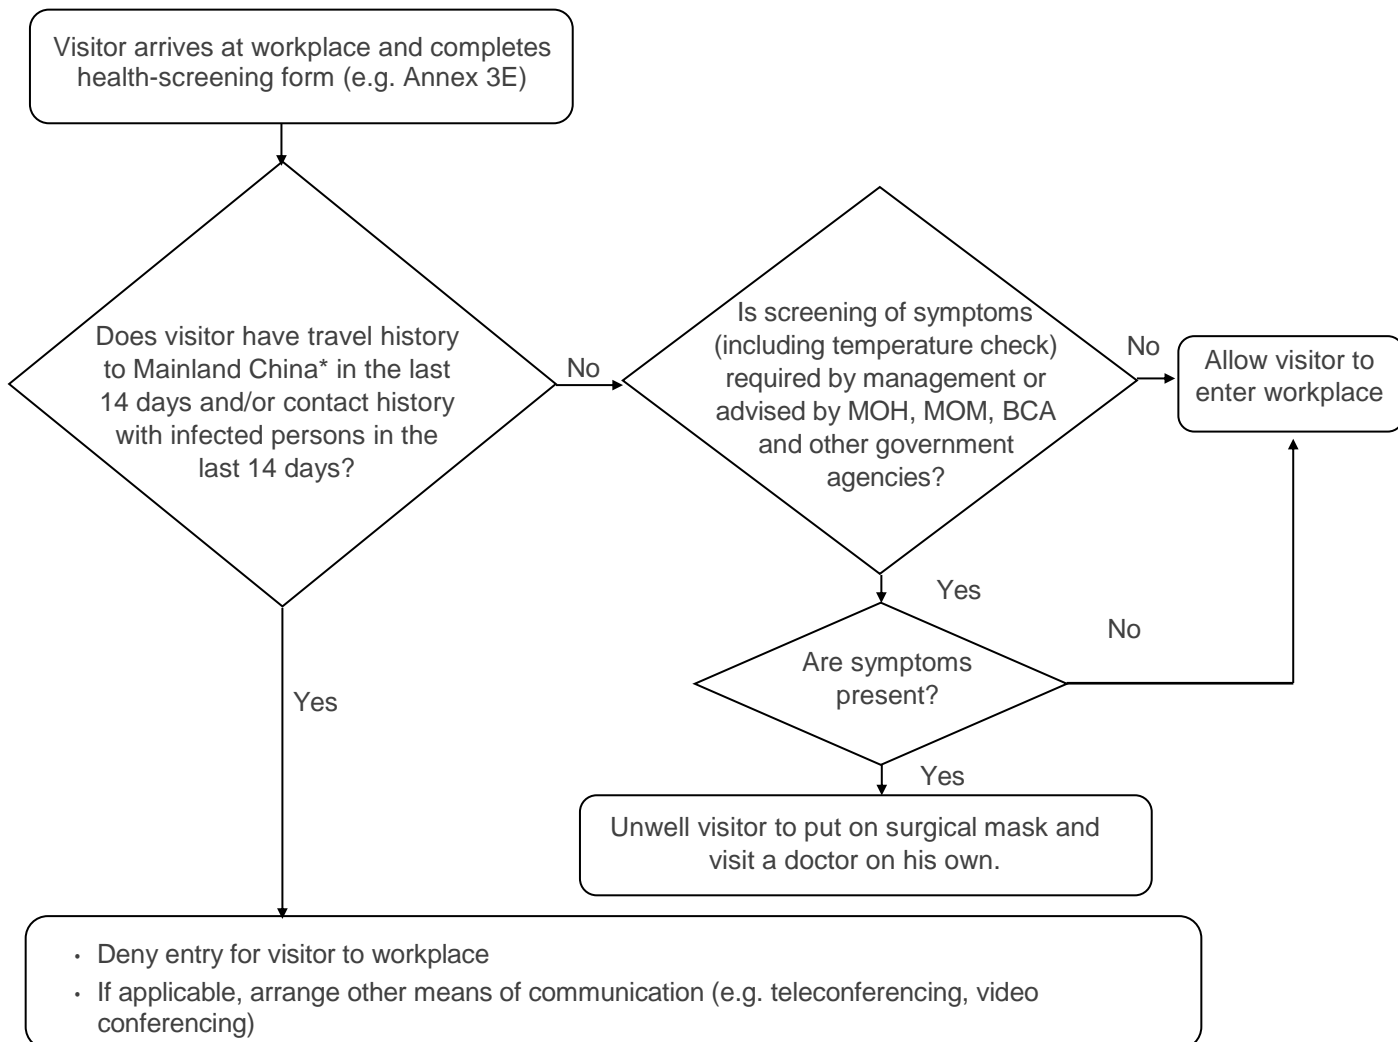 Visitor arrives at workplace and completes
health-screening form (e.g. Annex 3E)
Does visitor have travel history
to Mainland China* in the last
14 days and/or contact history
with infected persons in the
last 14 days?
No
Is screening of symptoms
(including temperature check)
required by management or
advised by MOH, MOM, BCA
and other government
agencies?
No
Allow visitor to
enter workplace
Yes
No
Are symptoms
present?
Yes
Yes
Unwell visitor to put on surgical mask and
visit a doctor on his own.
· Deny entry for visitor to workplace
· If applicable, arrange other means of communication (e.g. teleconferencing, video
conferencing)